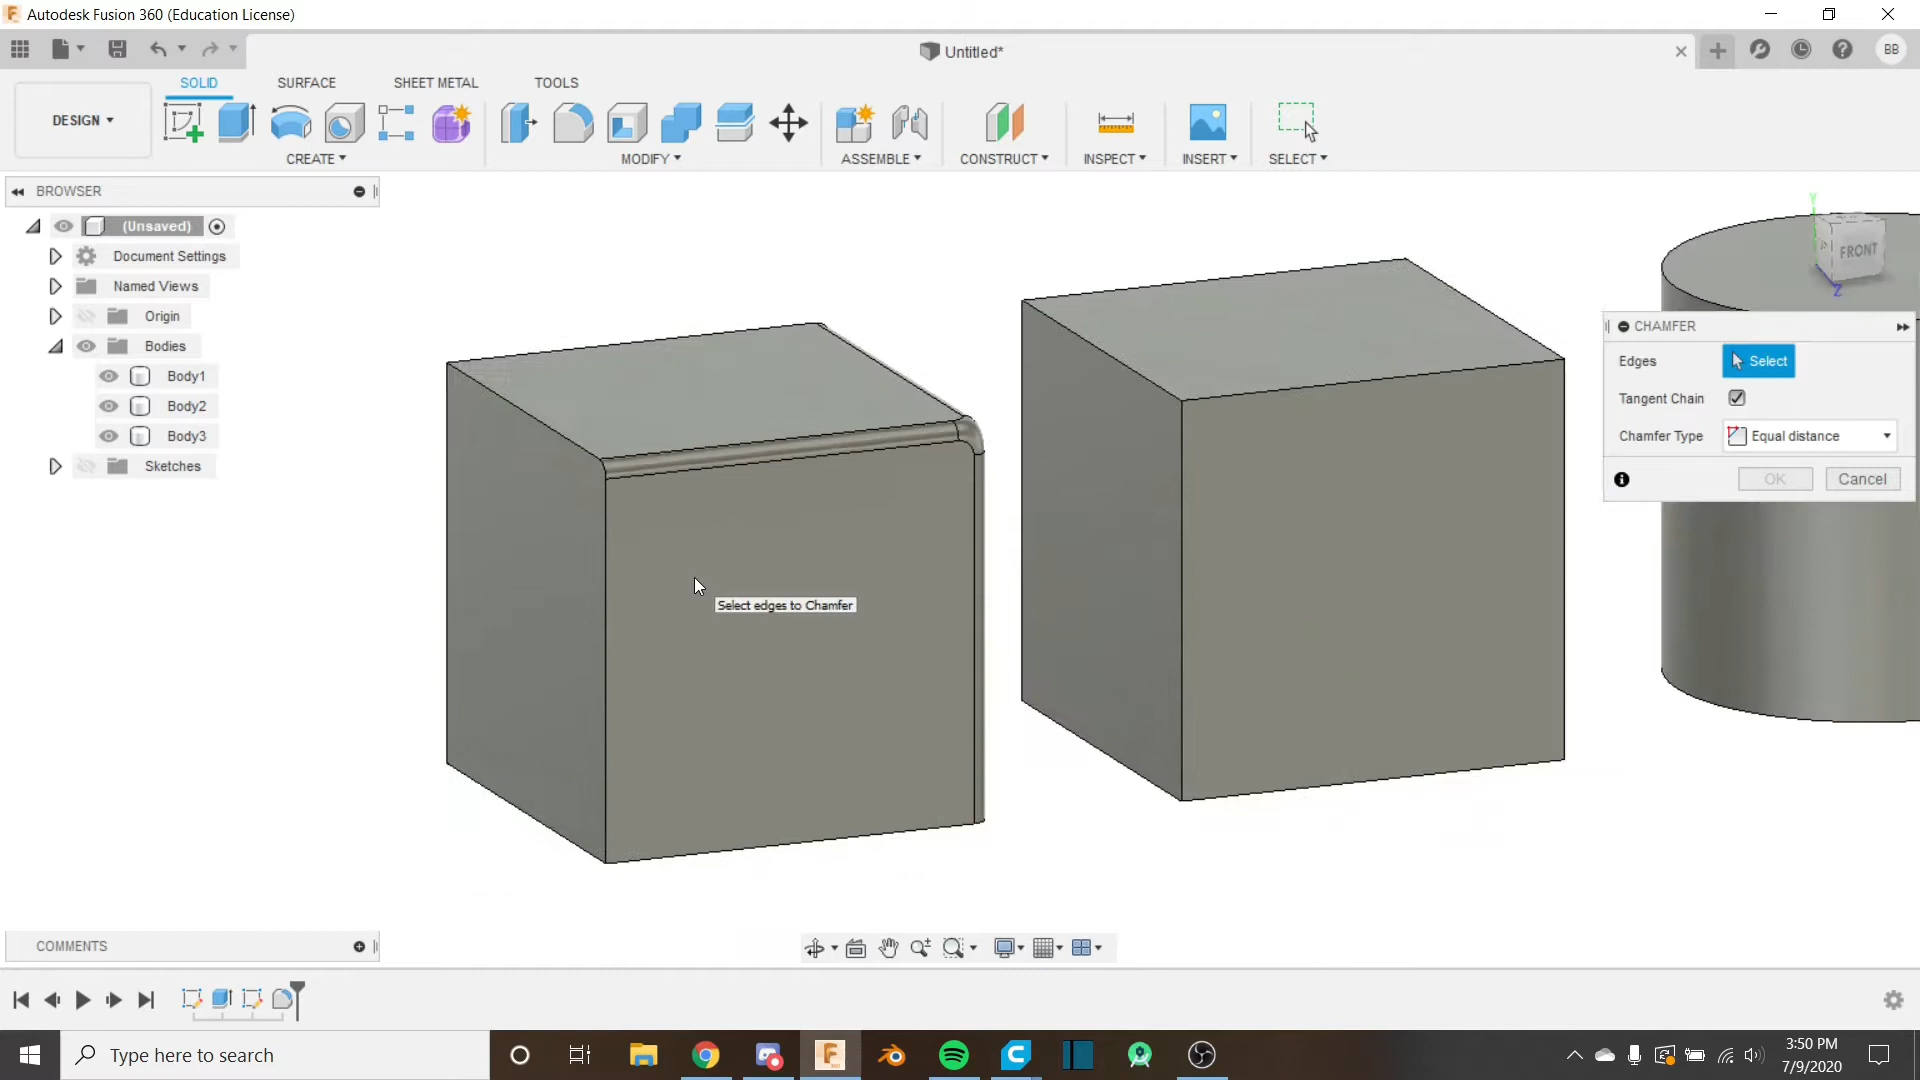 Autodesk Fusion 360 (Education License)
Untitled*
BB
SOLID
SURFACE
SHEET METAL
TOOLS
DESIGN
CREATE
MODIFY
ASSEMBLE
CONSTRUCT
INSPECT
INSERT
SELECT
BROWSER
(Unsaved)
Document Settings
Named Views
Origin
Bodies
Body1
Body2
Body3
Sketches
Y
FRONT
Z
CHAMFER
Edges
Select
Tangent Chain
Chamfer Type
Equal distance
OK
Cancel
Select edges to Chamfer
COMMENTS
Type here to search
3:50 PM
7/9/2020